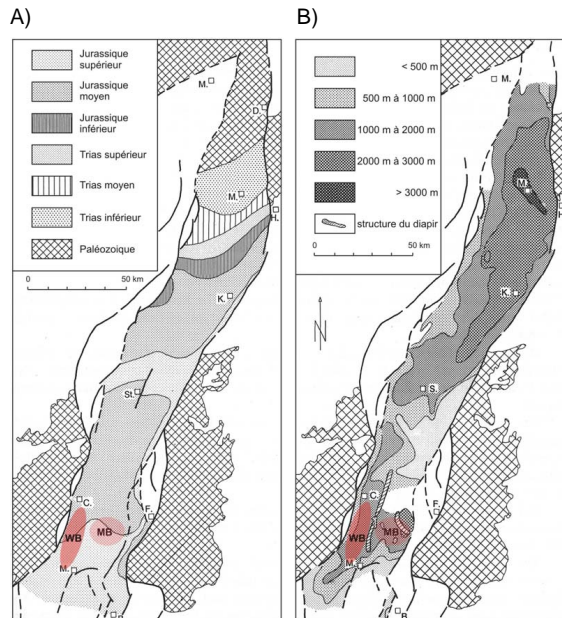 A)
Jurassique
supérieur
Jurassique
moyen
Jurassique
inférieur
Trias supérieur
Trias moyen
Trias inférieur
Paléozoique
0 50 km
M.
D.
M.
H.
K.
St.
C.
F.
WB
MB
M.
B)
< 500 m
500 m à 1000 m
1000 m à 2000 m
2000 m à 3000 m
> 3000 m
structure du diapir
0 50 km
N
M.
M.
H.
K.
S.
C.
F.
WB
MB
M.
B.